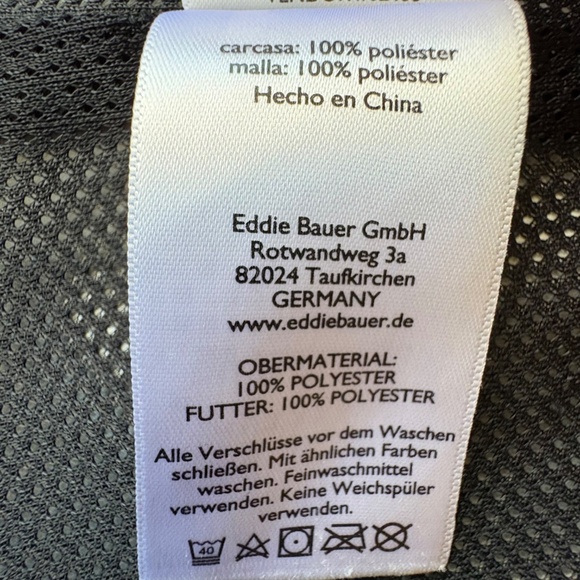 carcasa: 100% poliéster
malla: 100% poliéster
Hecho en China
Eddie Bauer GmbH
Rotwandweg 3a
82024 Taufkirchen
GERMANY
www.eddiebauer.de
OBERMATERIAL:
100% POLYESTER
FUTTER: 100% POLYESTER
Alle Verschlüsse vor dem Waschen
schließen. Mit ähnlichen Farben
waschen. Feinwaschmittel
verwenden. Keine Weichspüler
verwenden.
40